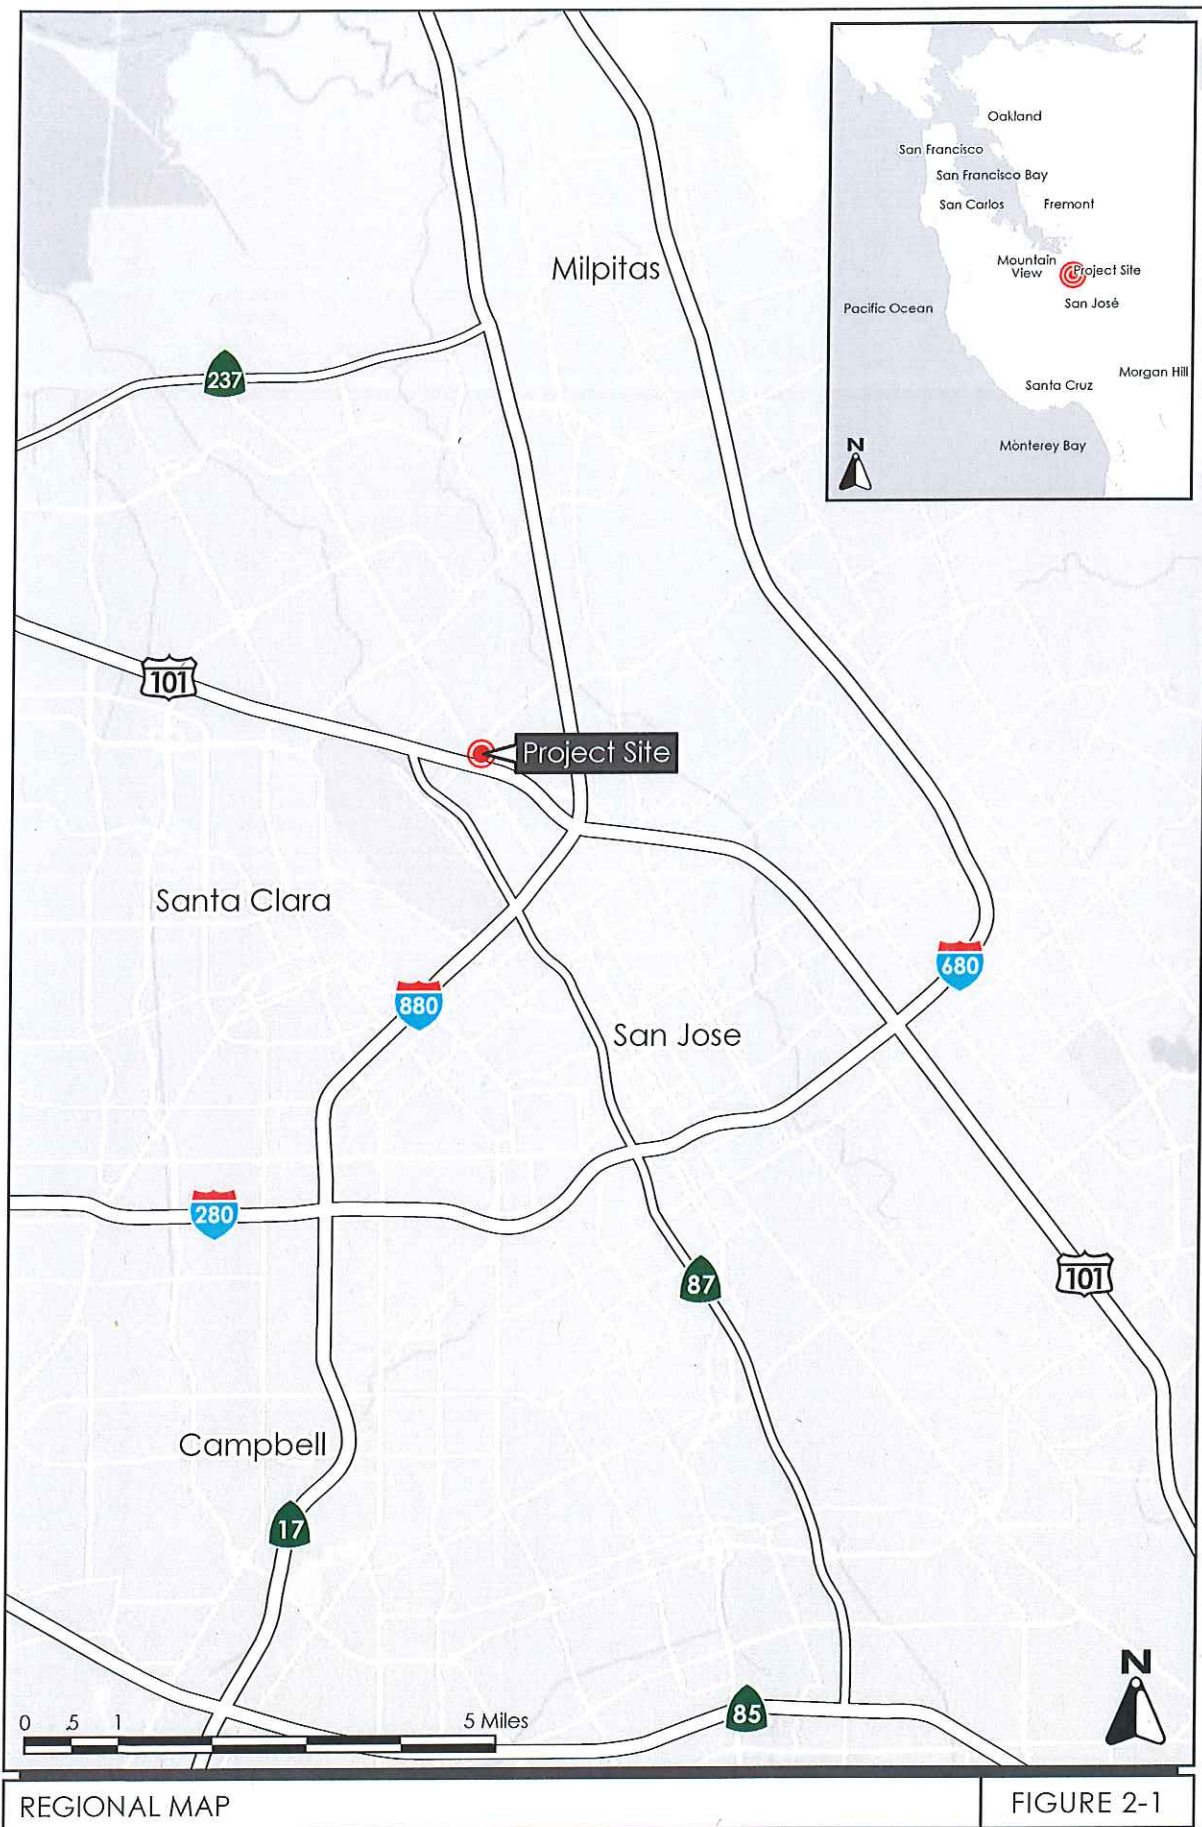 Oakland
San Francisco
San Francisco Bay
San Carlos
Fremont
Mountain
View
Project Site
San José
Pacific Ocean
Morgan Hill
Santa Cruz
Monterey Bay
N
Milpitas
237
101
Project Site
Santa Clara
680
880
San Jose
280
87
101
Campbell
17
N
85
0 .5 1 5 Miles
REGIONAL MAP
FIGURE 2-1